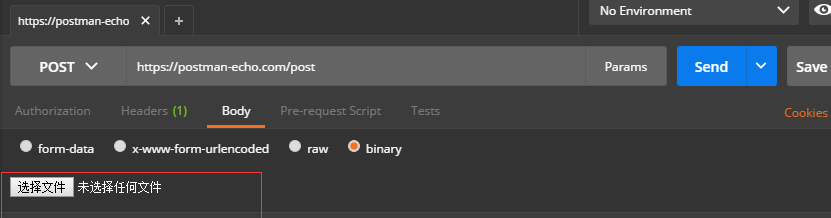 https://postman-echo
No Environment
POST https://postman-echo.com/post Params Send Save
Authorization Headers (1) Body Pre-request Script Tests Cookies
form-data x-www-form-urlencoded raw binary
选择文件 未选择任何文件